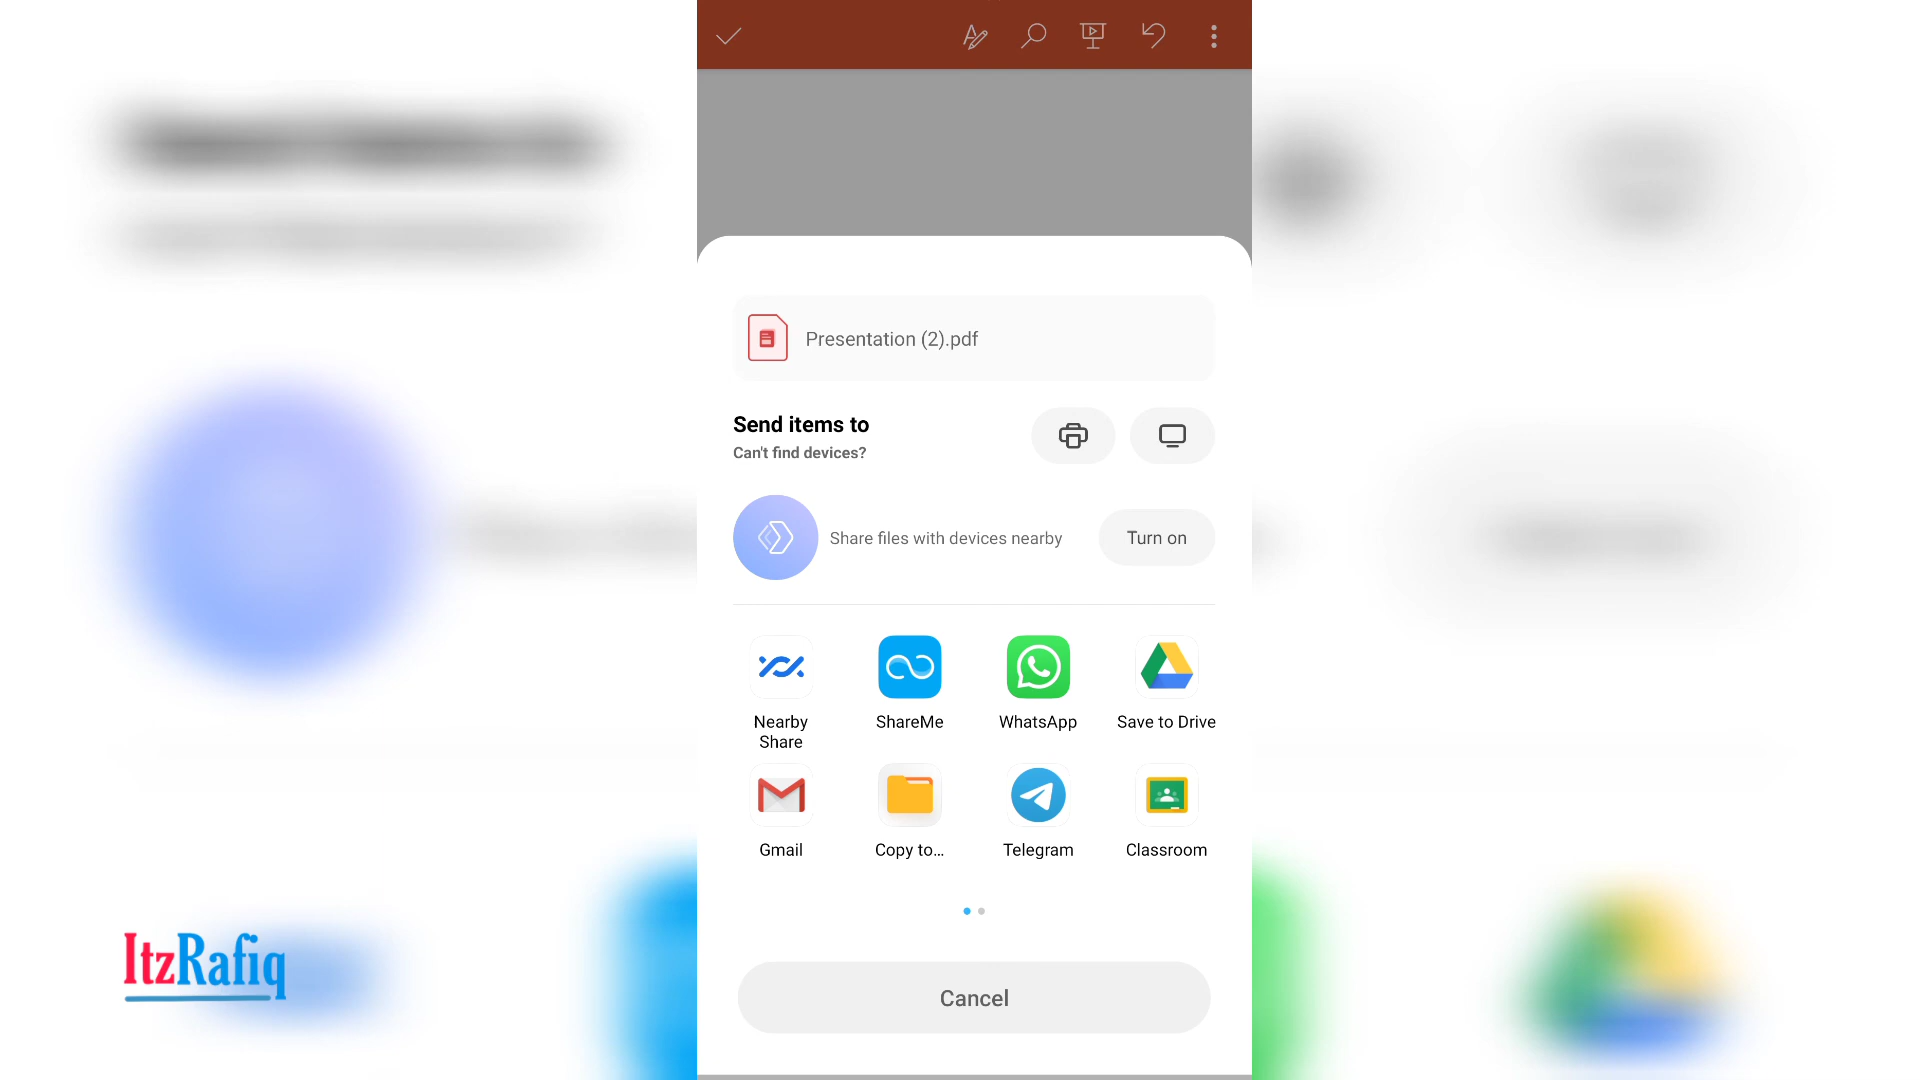 Presentation (2).pdf
Send items to
Can't find devices?
Share files with devices nearby
Turn on
Nearby
Share
ShareMe
WhatsApp
Save to Drive
Gmail
Copy to...
Telegram
Classroom
Cancel
ItzRafiq